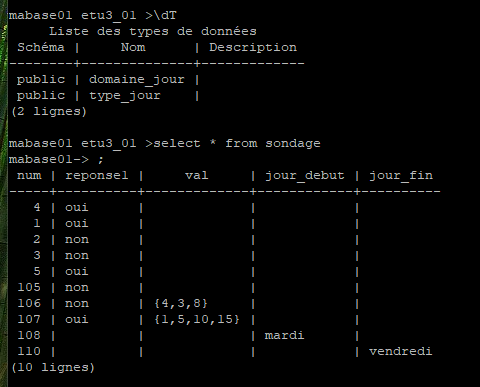 mabase01 etu3_01 >\dT
     Liste des types de données
 Schéma |     Nom      | Description
--------+--------------+-------------
 public | domaine_jour |
 public | type_jour    |
(2 lignes)

mabase01 etu3_01 >select * from sondage
mabase01-> ;
 num | reponse1 |     val     | jour_debut | jour_fin
-----+----------+-------------+------------+----------
   4 | oui      |             |            |
   1 | oui      |             |            |
   2 | non      |             |            |
   3 | non      |             |            |
   5 | oui      |             |            |
 105 | non      |             |            |
 106 | non      | {4,3,8}     |            |
 107 | oui      | {1,5,10,15} |            |
 108 |          |             | mardi      |
 110 |          |             |            | vendredi
(10 lignes)